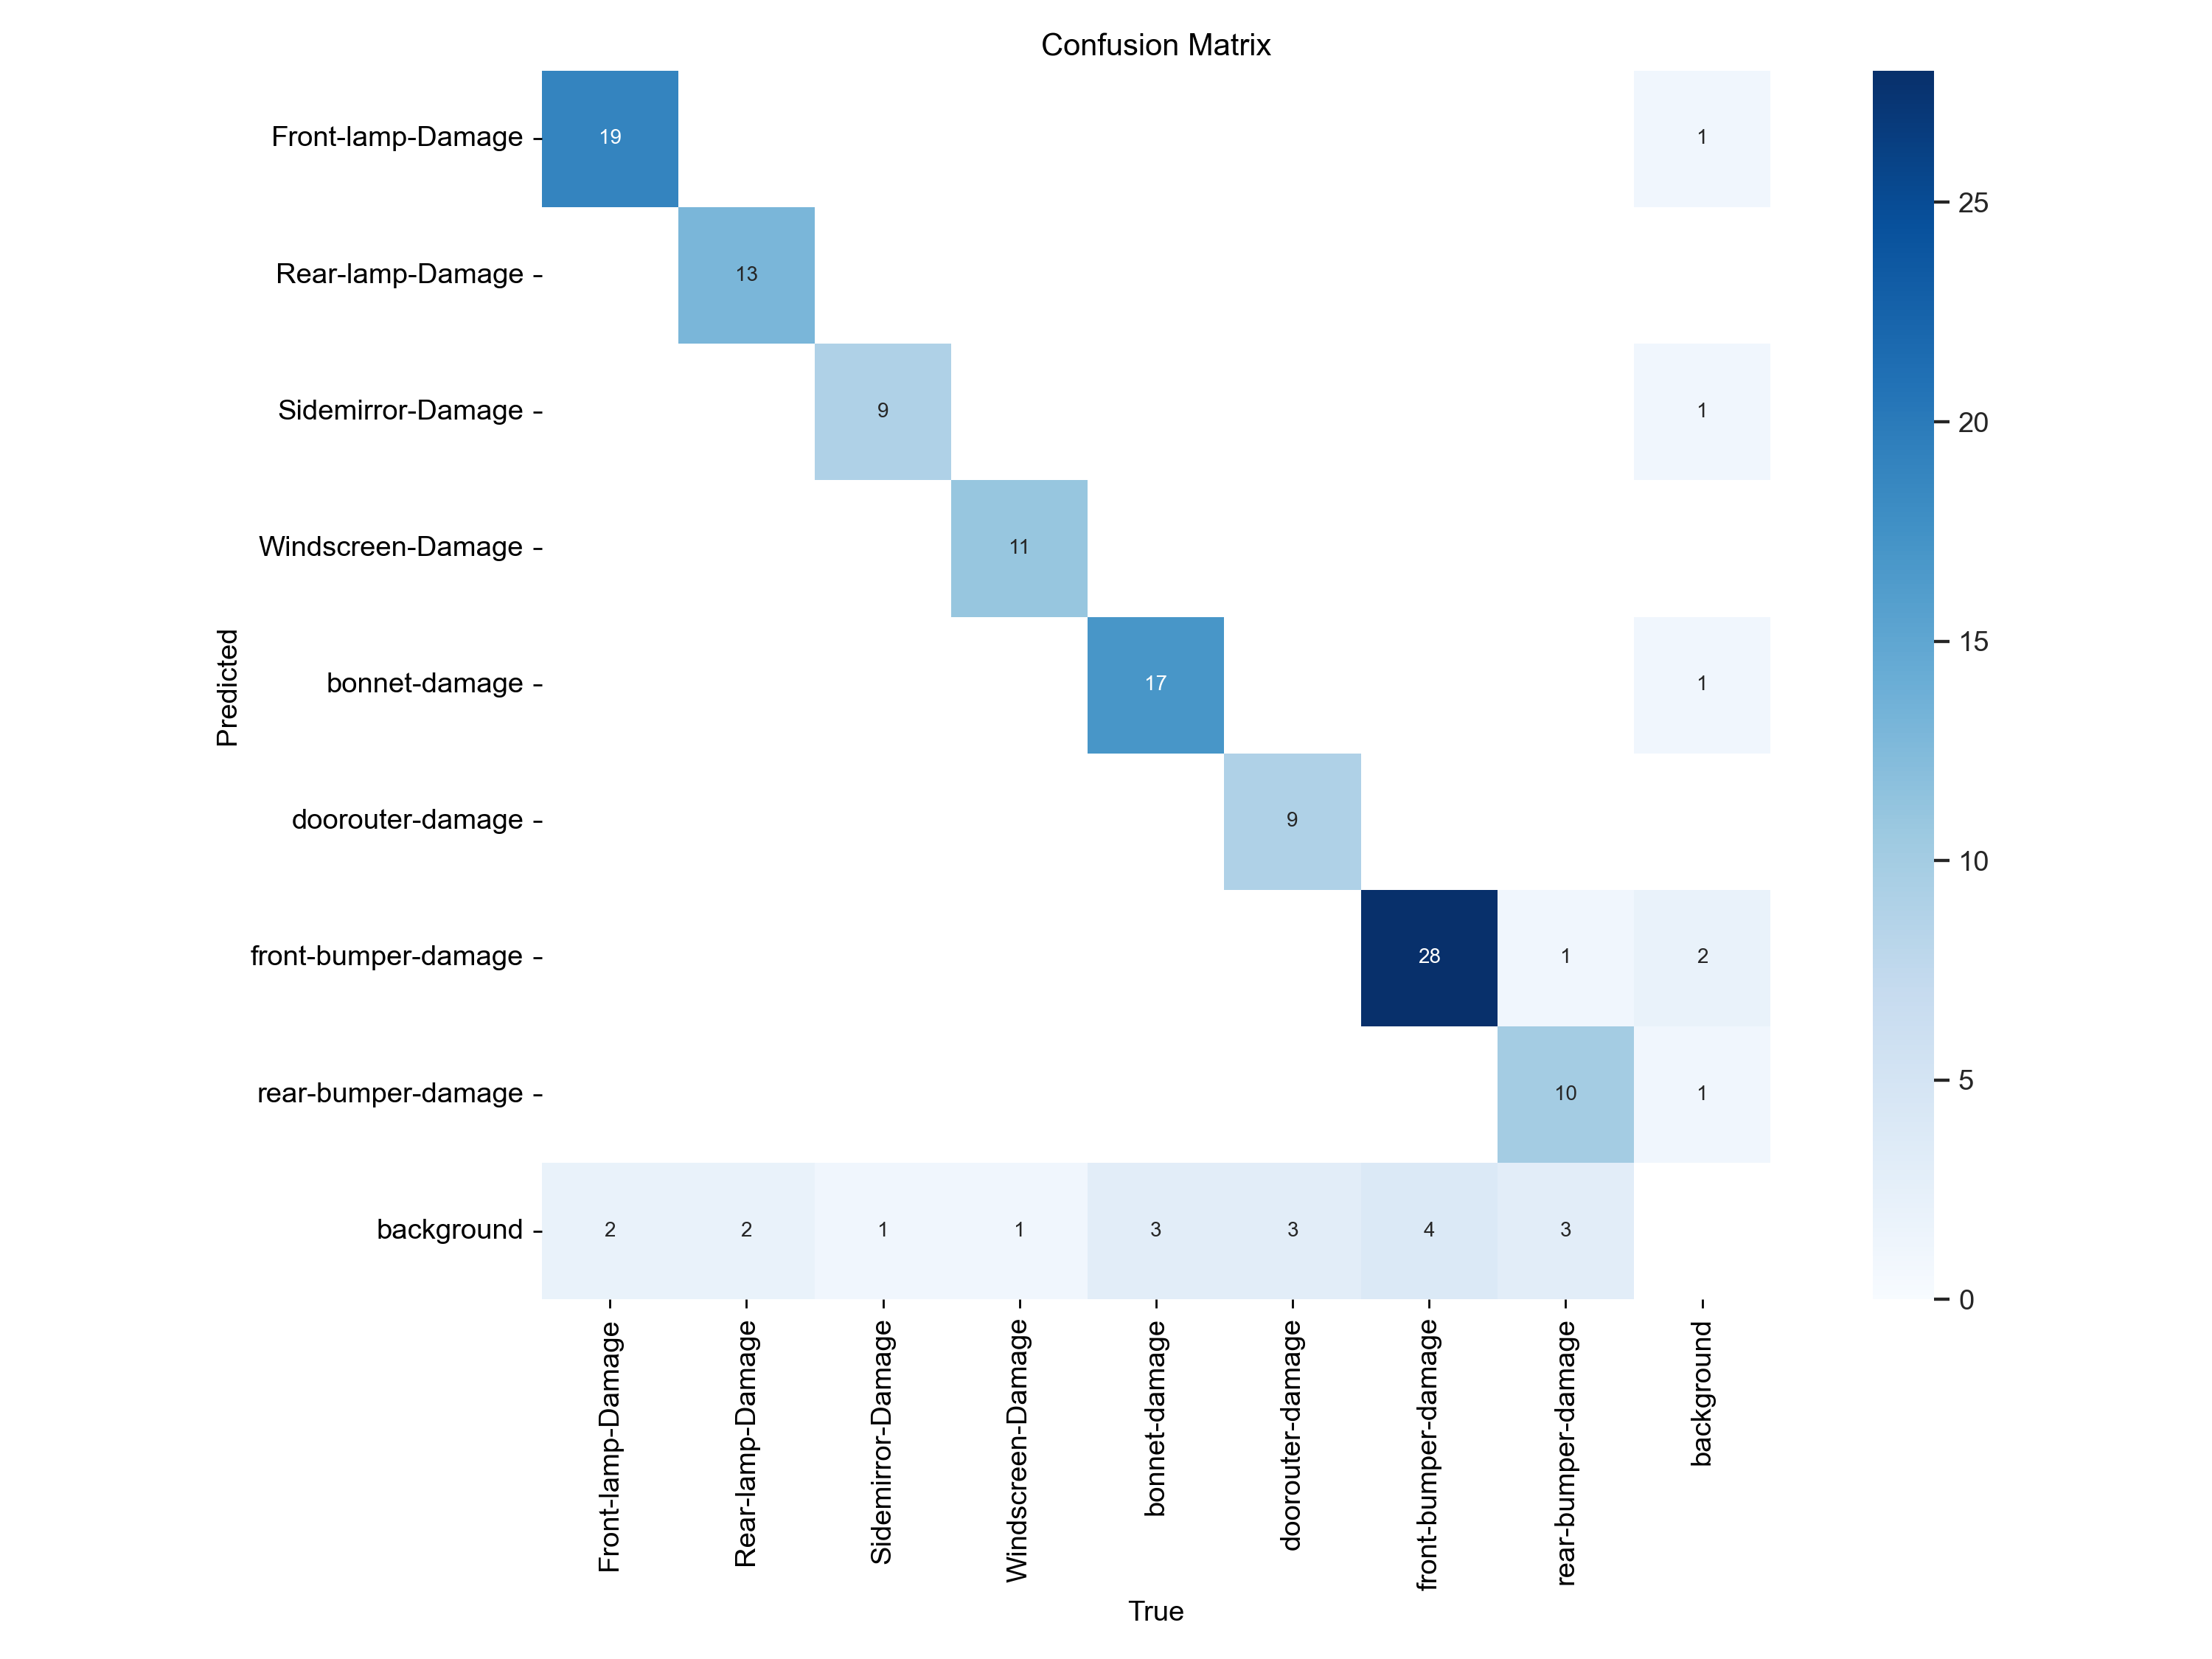 Confusion Matrix
Front-lamp-Damage 19 1
25
Rear-lamp-Damage 13
Sidemirror-Damage 9 1
20
Windscreen-Damage 11
15
Predicted
bonnet-damage 17 1
doorouter-damage 9
10
front-bumper-damage 28 1 2
5
rear-bumper-damage 10 1
background 2 2 1 1 3 3 4 3
0
Front-lamp-Damage
Rear-lamp-Damage
Sidemirror-Damage
Windscreen-Damage
bonnet-damage
doorouter-damage
front-bumper-damage
rear-bumper-damage
background
True